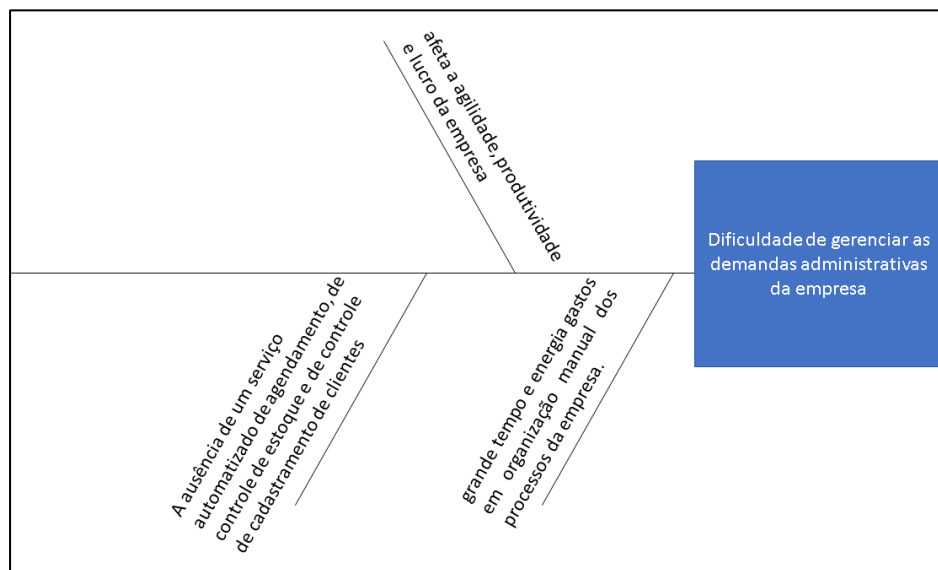 afeta a agilidade, produtividade
e lucro da empresa
Dificuldade de gerenciar as
demandas administrativas
da empresa
A ausência de um serviço
automatizado de agendamento, de
controle de estoque e de controle
de cadastramento de clientes
grande tempo e energia gastos
em organização manual dos
processos da empresa.